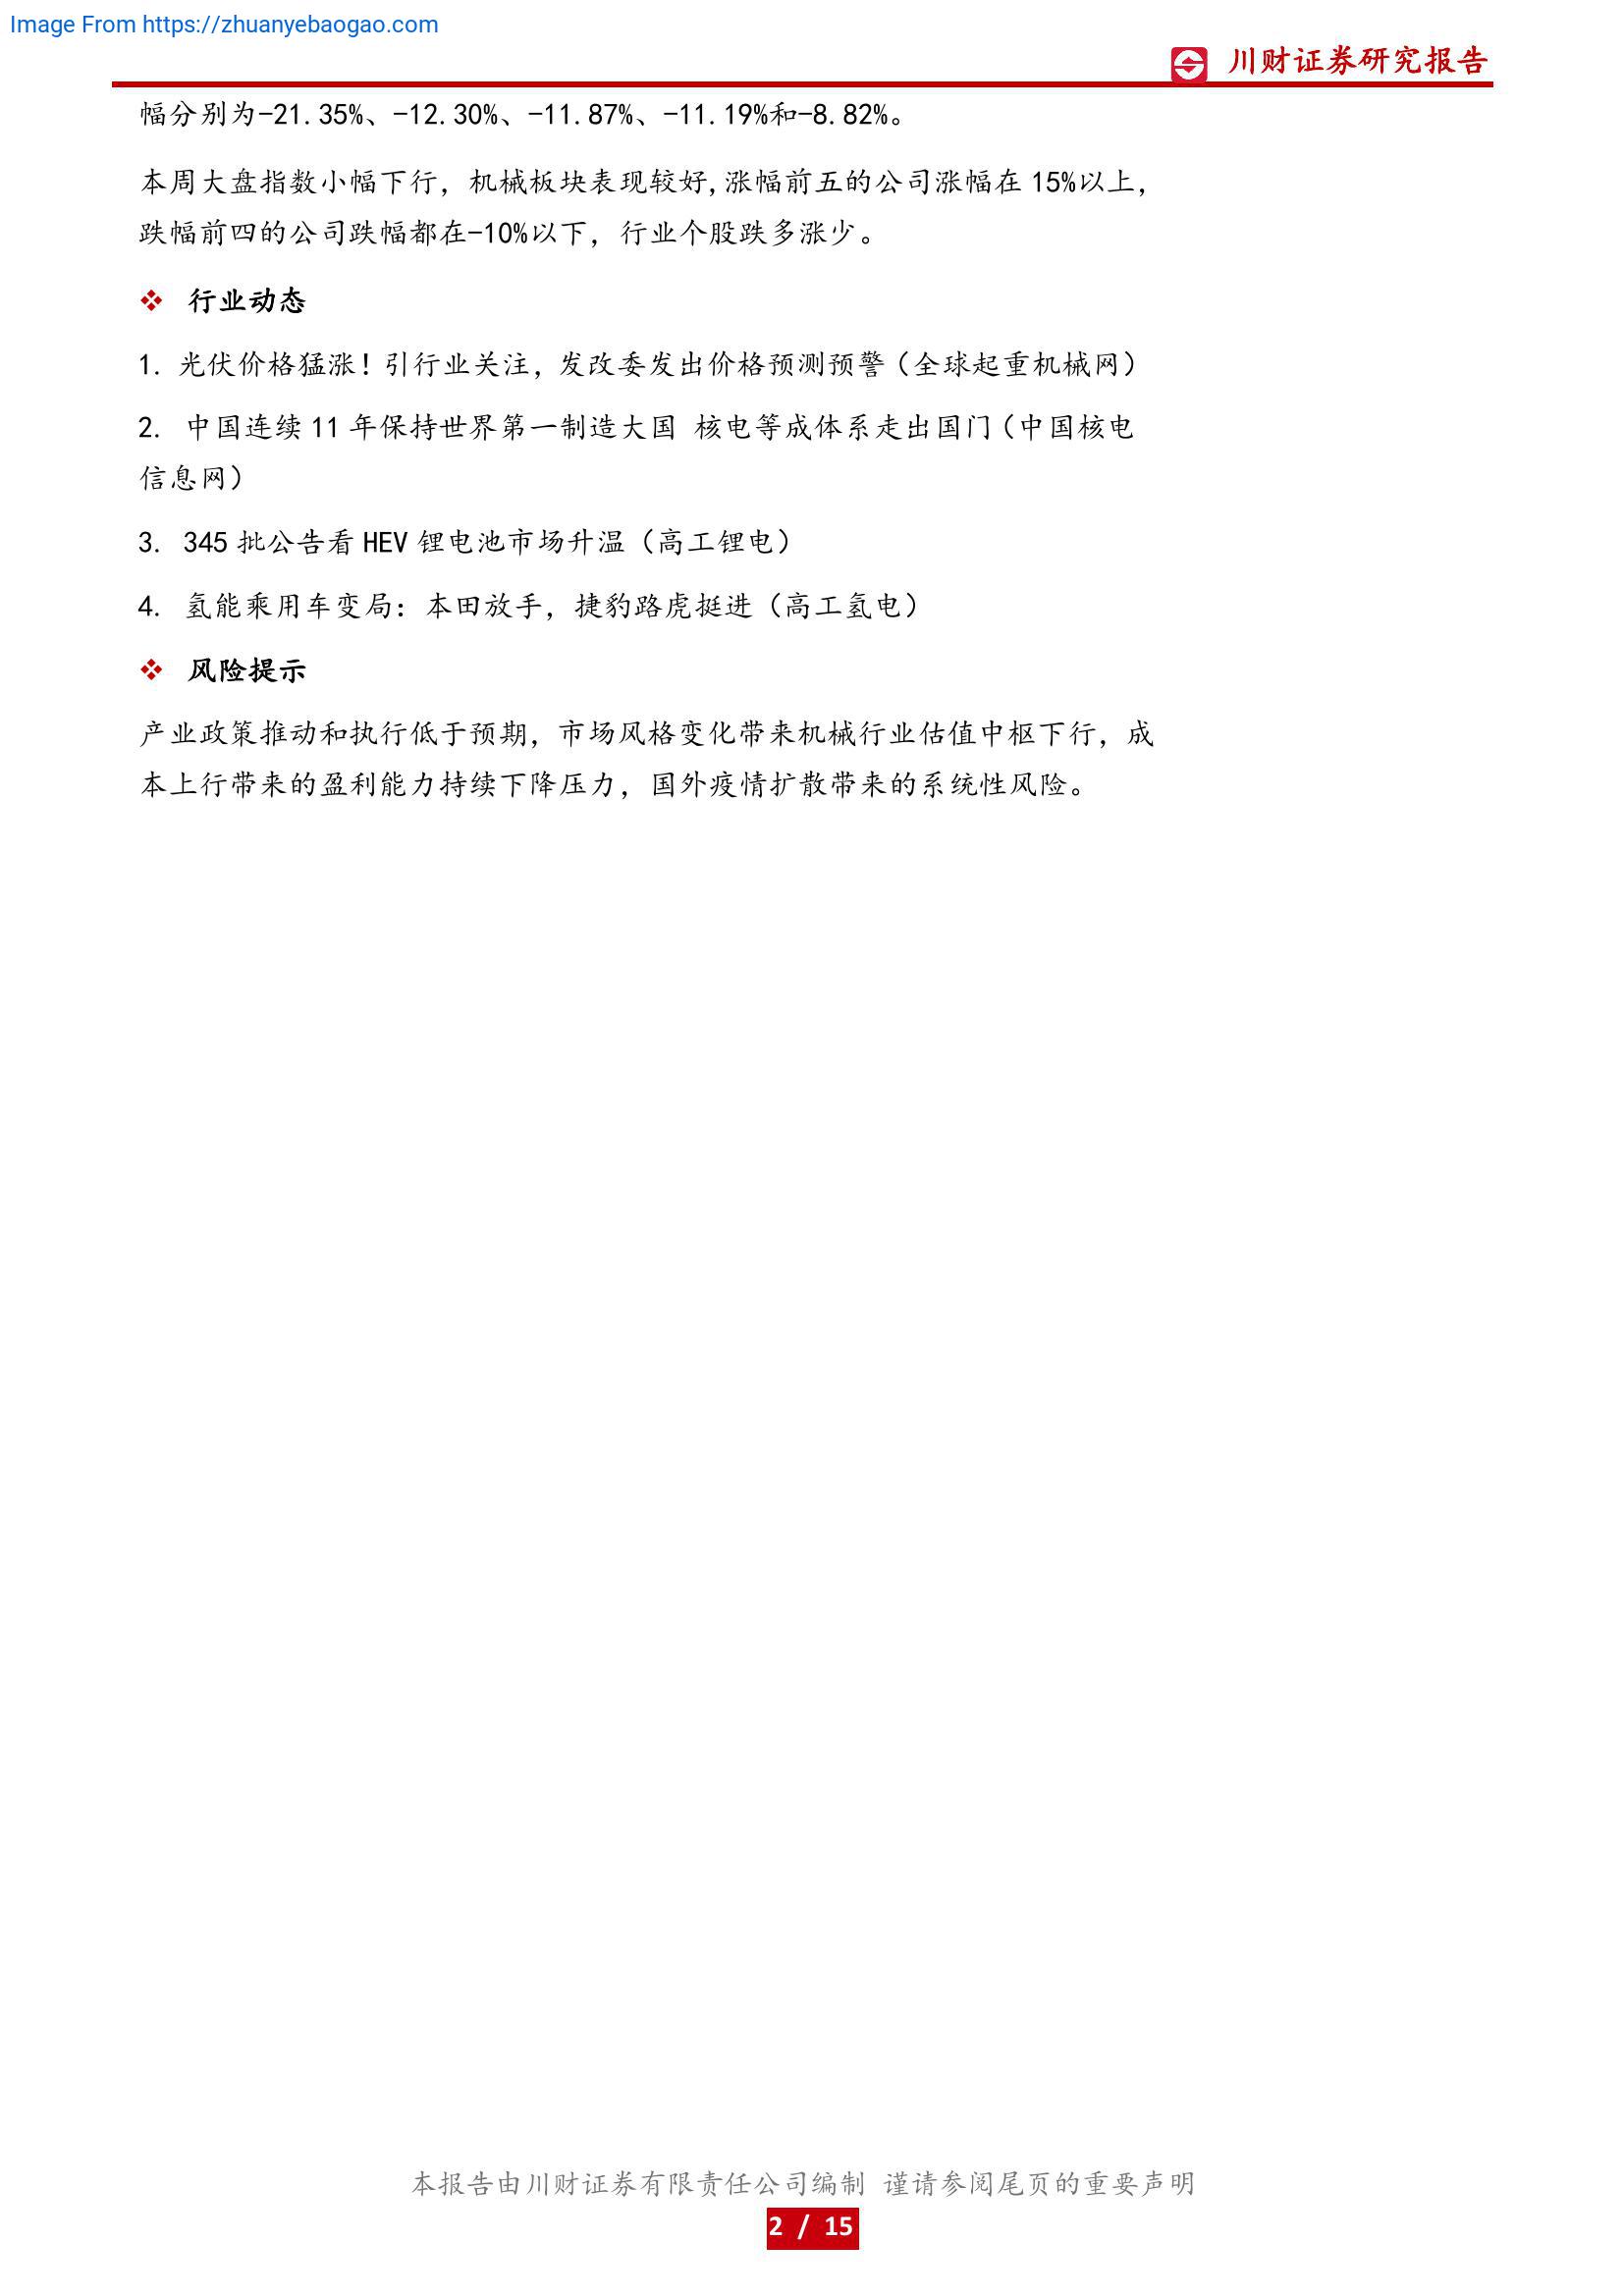 Image From https://zhuanyebaogao.com
川财证券研究报告
幅分别为-21.35%、-12.30%、-11.87%、-11.19%和-8.82%。
本周大盘指数小幅下行，机械板块表现较好,涨幅前五的公司涨幅在 15%以上，
跌幅前四的公司跌幅都在-10%以下，行业个股跌多涨少。
❖ 行业动态
1. 光伏价格猛涨！引行业关注，发改委发出价格预测预警（全球起重机械网）
2. 中国连续 11 年保持世界第一制造大国 核电等成体系走出国门（中国核电
信息网）
3. 345 批公告看 HEV 锂电池市场升温（高工锂电）
4. 氢能乘用车变局：本田放手，捷豹路虎挺进（高工氢电）
❖ 风险提示
产业政策推动和执行低于预期，市场风格变化带来机械行业估值中枢下行，成
本上行带来的盈利能力持续下降压力，国外疫情扩散带来的系统性风险。
本报告由川财证券有限责任公司编制 谨请参阅尾页的重要声明
2 / 15